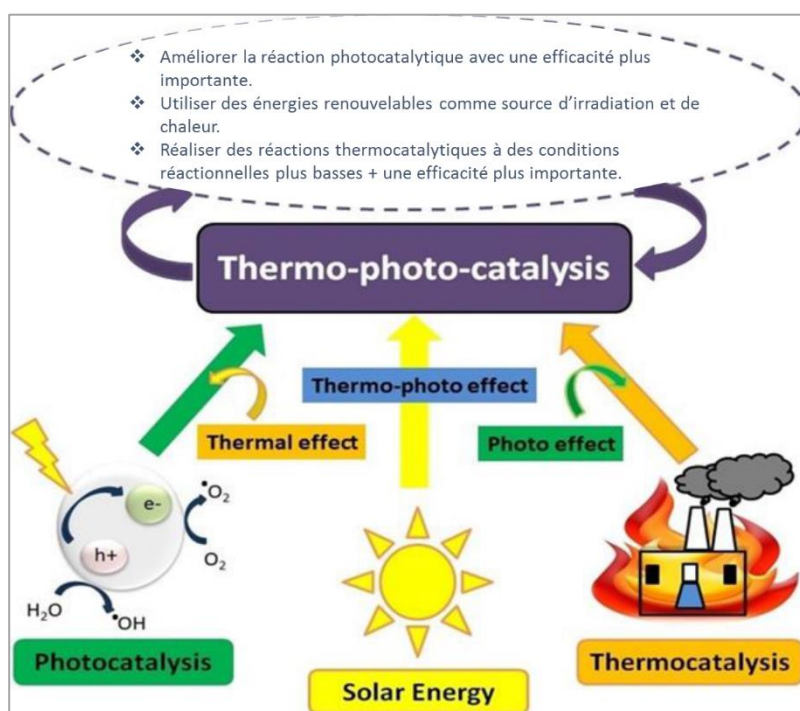 ❖ Améliorer la réaction photocatalytique avec une efficacité plus
importante.
❖ Utiliser des énergies renouvelables comme source d’irradiation et de
chaleur.
❖ Réaliser des réactions thermocatalytiques à des conditions
réactionnelles plus basses + une efficacité plus importante.
Thermo-photo-catalysis
Thermo-photo effect
Thermal effect
Photo effect
e-
•O₂
h+
O₂
H₂O
•OH
Photocatalysis
Solar Energy
Thermocatalysis